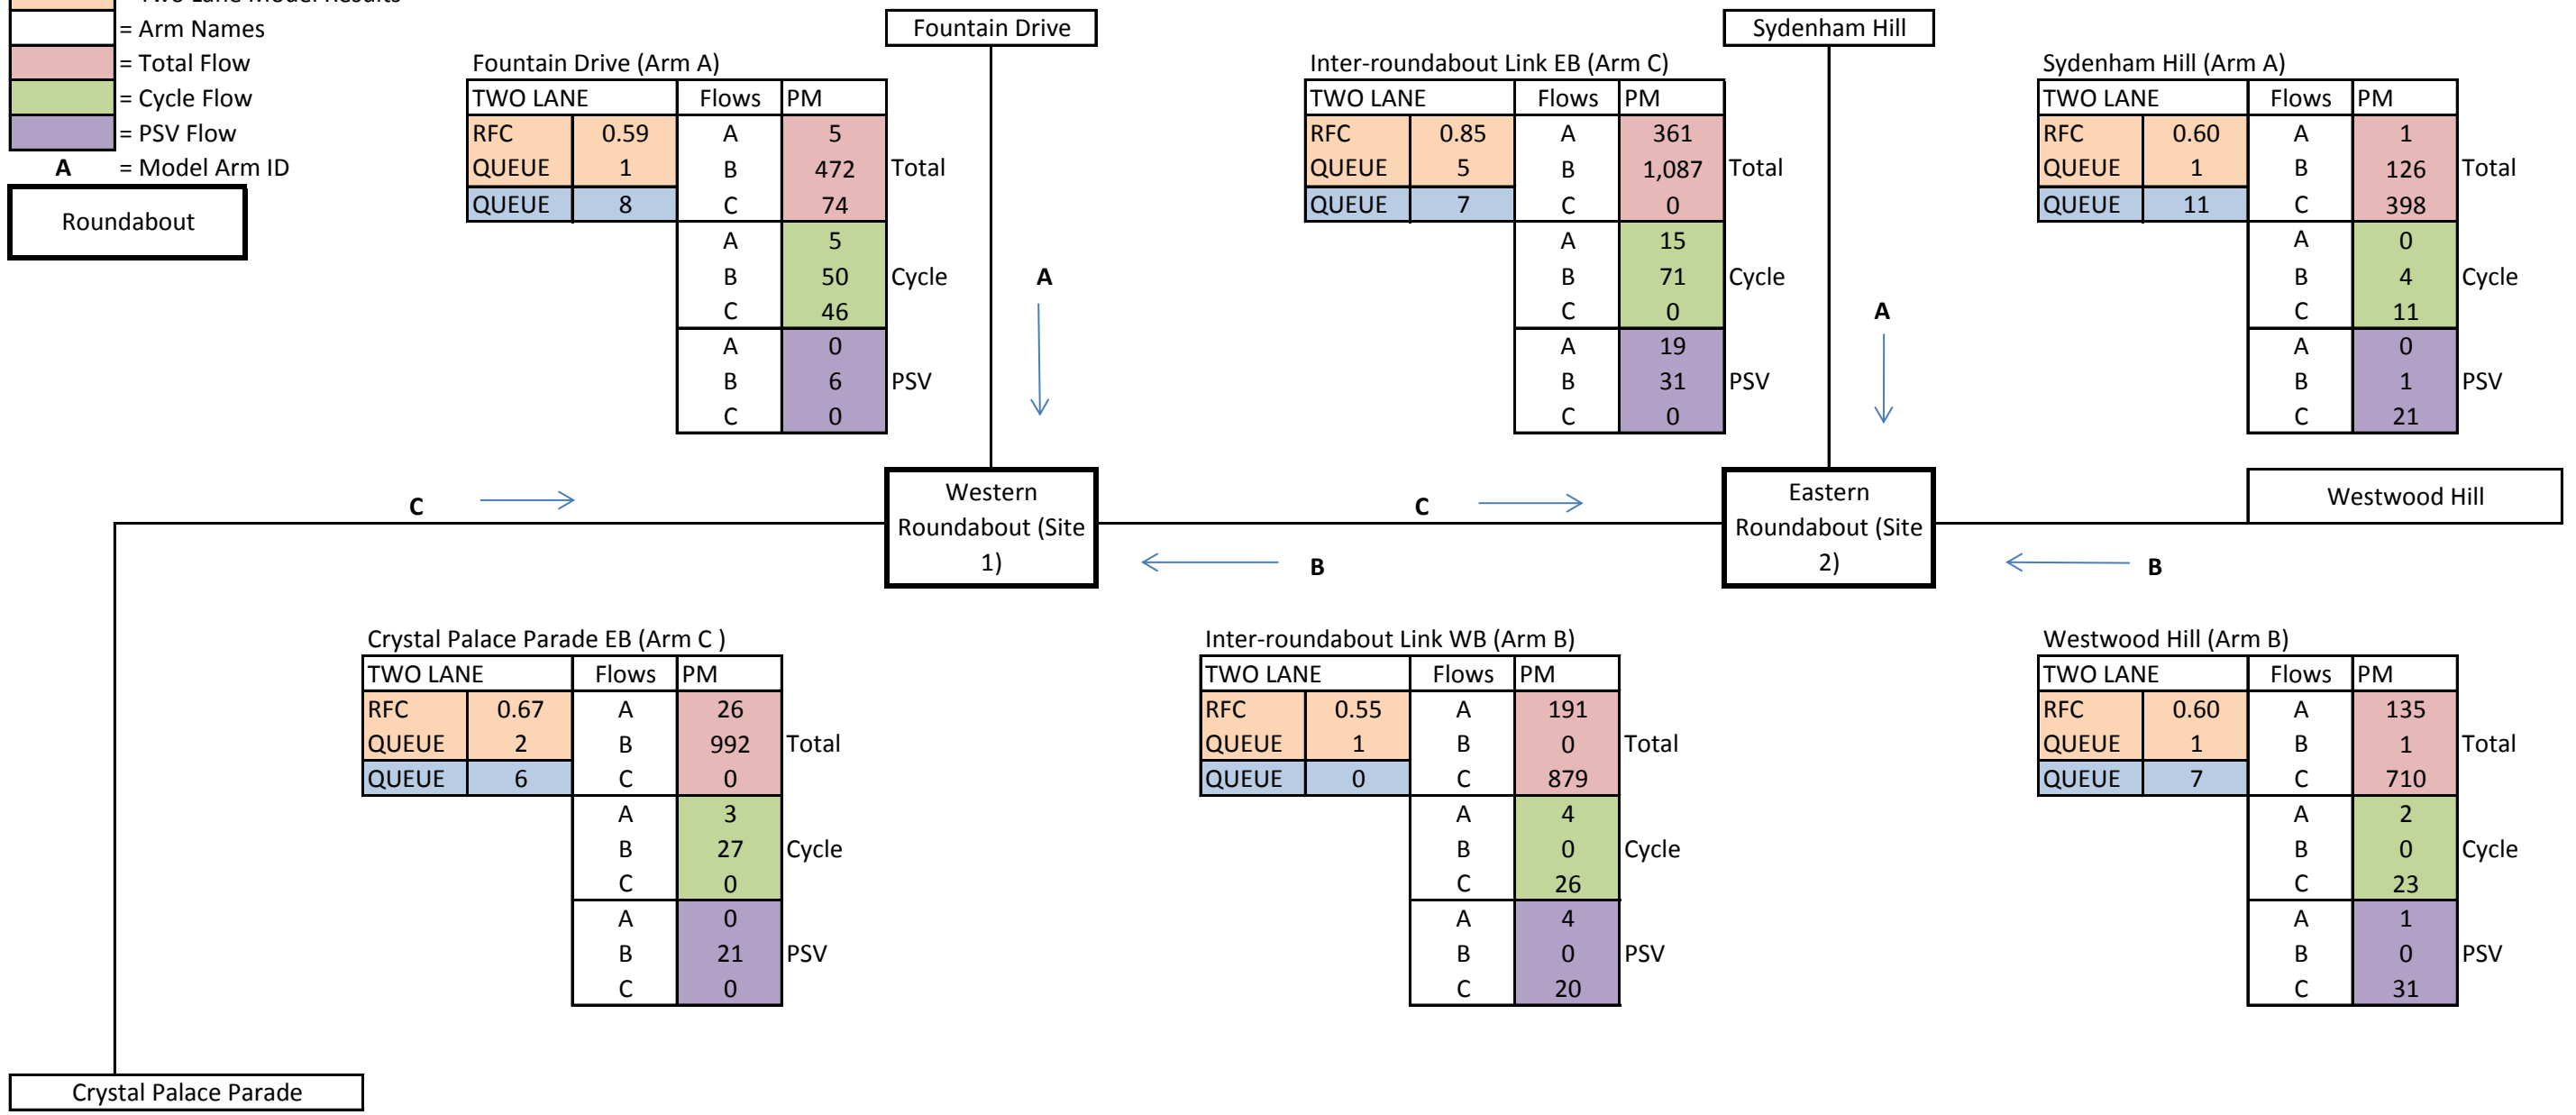 = Arm Names
= Total Flow
= Cycle Flow
= PSV Flow
A = Model Arm ID
Roundabout
Fountain Drive
Sydenham Hill
Fountain Drive (Arm A)
TWO LANE Flows PM
RFC 0.59 A 5
QUEUE 1 B 472 Total
QUEUE 8 C 74
A 5
B 50 Cycle
C 46
A 0
B 6 PSV
C 0
A
Inter-roundabout Link EB (Arm C)
TWO LANE Flows PM
RFC 0.85 A 361
QUEUE 5 B 1,087 Total
QUEUE 7 C 0
A 15
B 71 Cycle
C 0
A 19
B 31 PSV
C 0
A
Sydenham Hill (Arm A)
TWO LANE Flows PM
RFC 0.60 A 1
QUEUE 1 B 126 Total
QUEUE 11 C 398
A 0
B 4 Cycle
C 11
A 0
B 1 PSV
C 21
C
Western
Roundabout (Site
1)
C
B
Eastern
Roundabout (Site
2)
Westwood Hill
B
Crystal Palace Parade EB (Arm C )
TWO LANE Flows PM
RFC 0.67 A 26
QUEUE 2 B 992 Total
QUEUE 6 C 0
A 3
B 27 Cycle
C 0
A 0
B 21 PSV
C 0
Inter-roundabout Link WB (Arm B)
TWO LANE Flows PM
RFC 0.55 A 191
QUEUE 1 B 0 Total
QUEUE 0 C 879
A 4
B 0 Cycle
C 26
A 4
B 0 PSV
C 20
Westwood Hill (Arm B)
TWO LANE Flows PM
RFC 0.60 A 135
QUEUE 1 B 1 Total
QUEUE 7 C 710
A 2
B 0 Cycle
C 23
A 1
B 0 PSV
C 31
Crystal Palace Parade